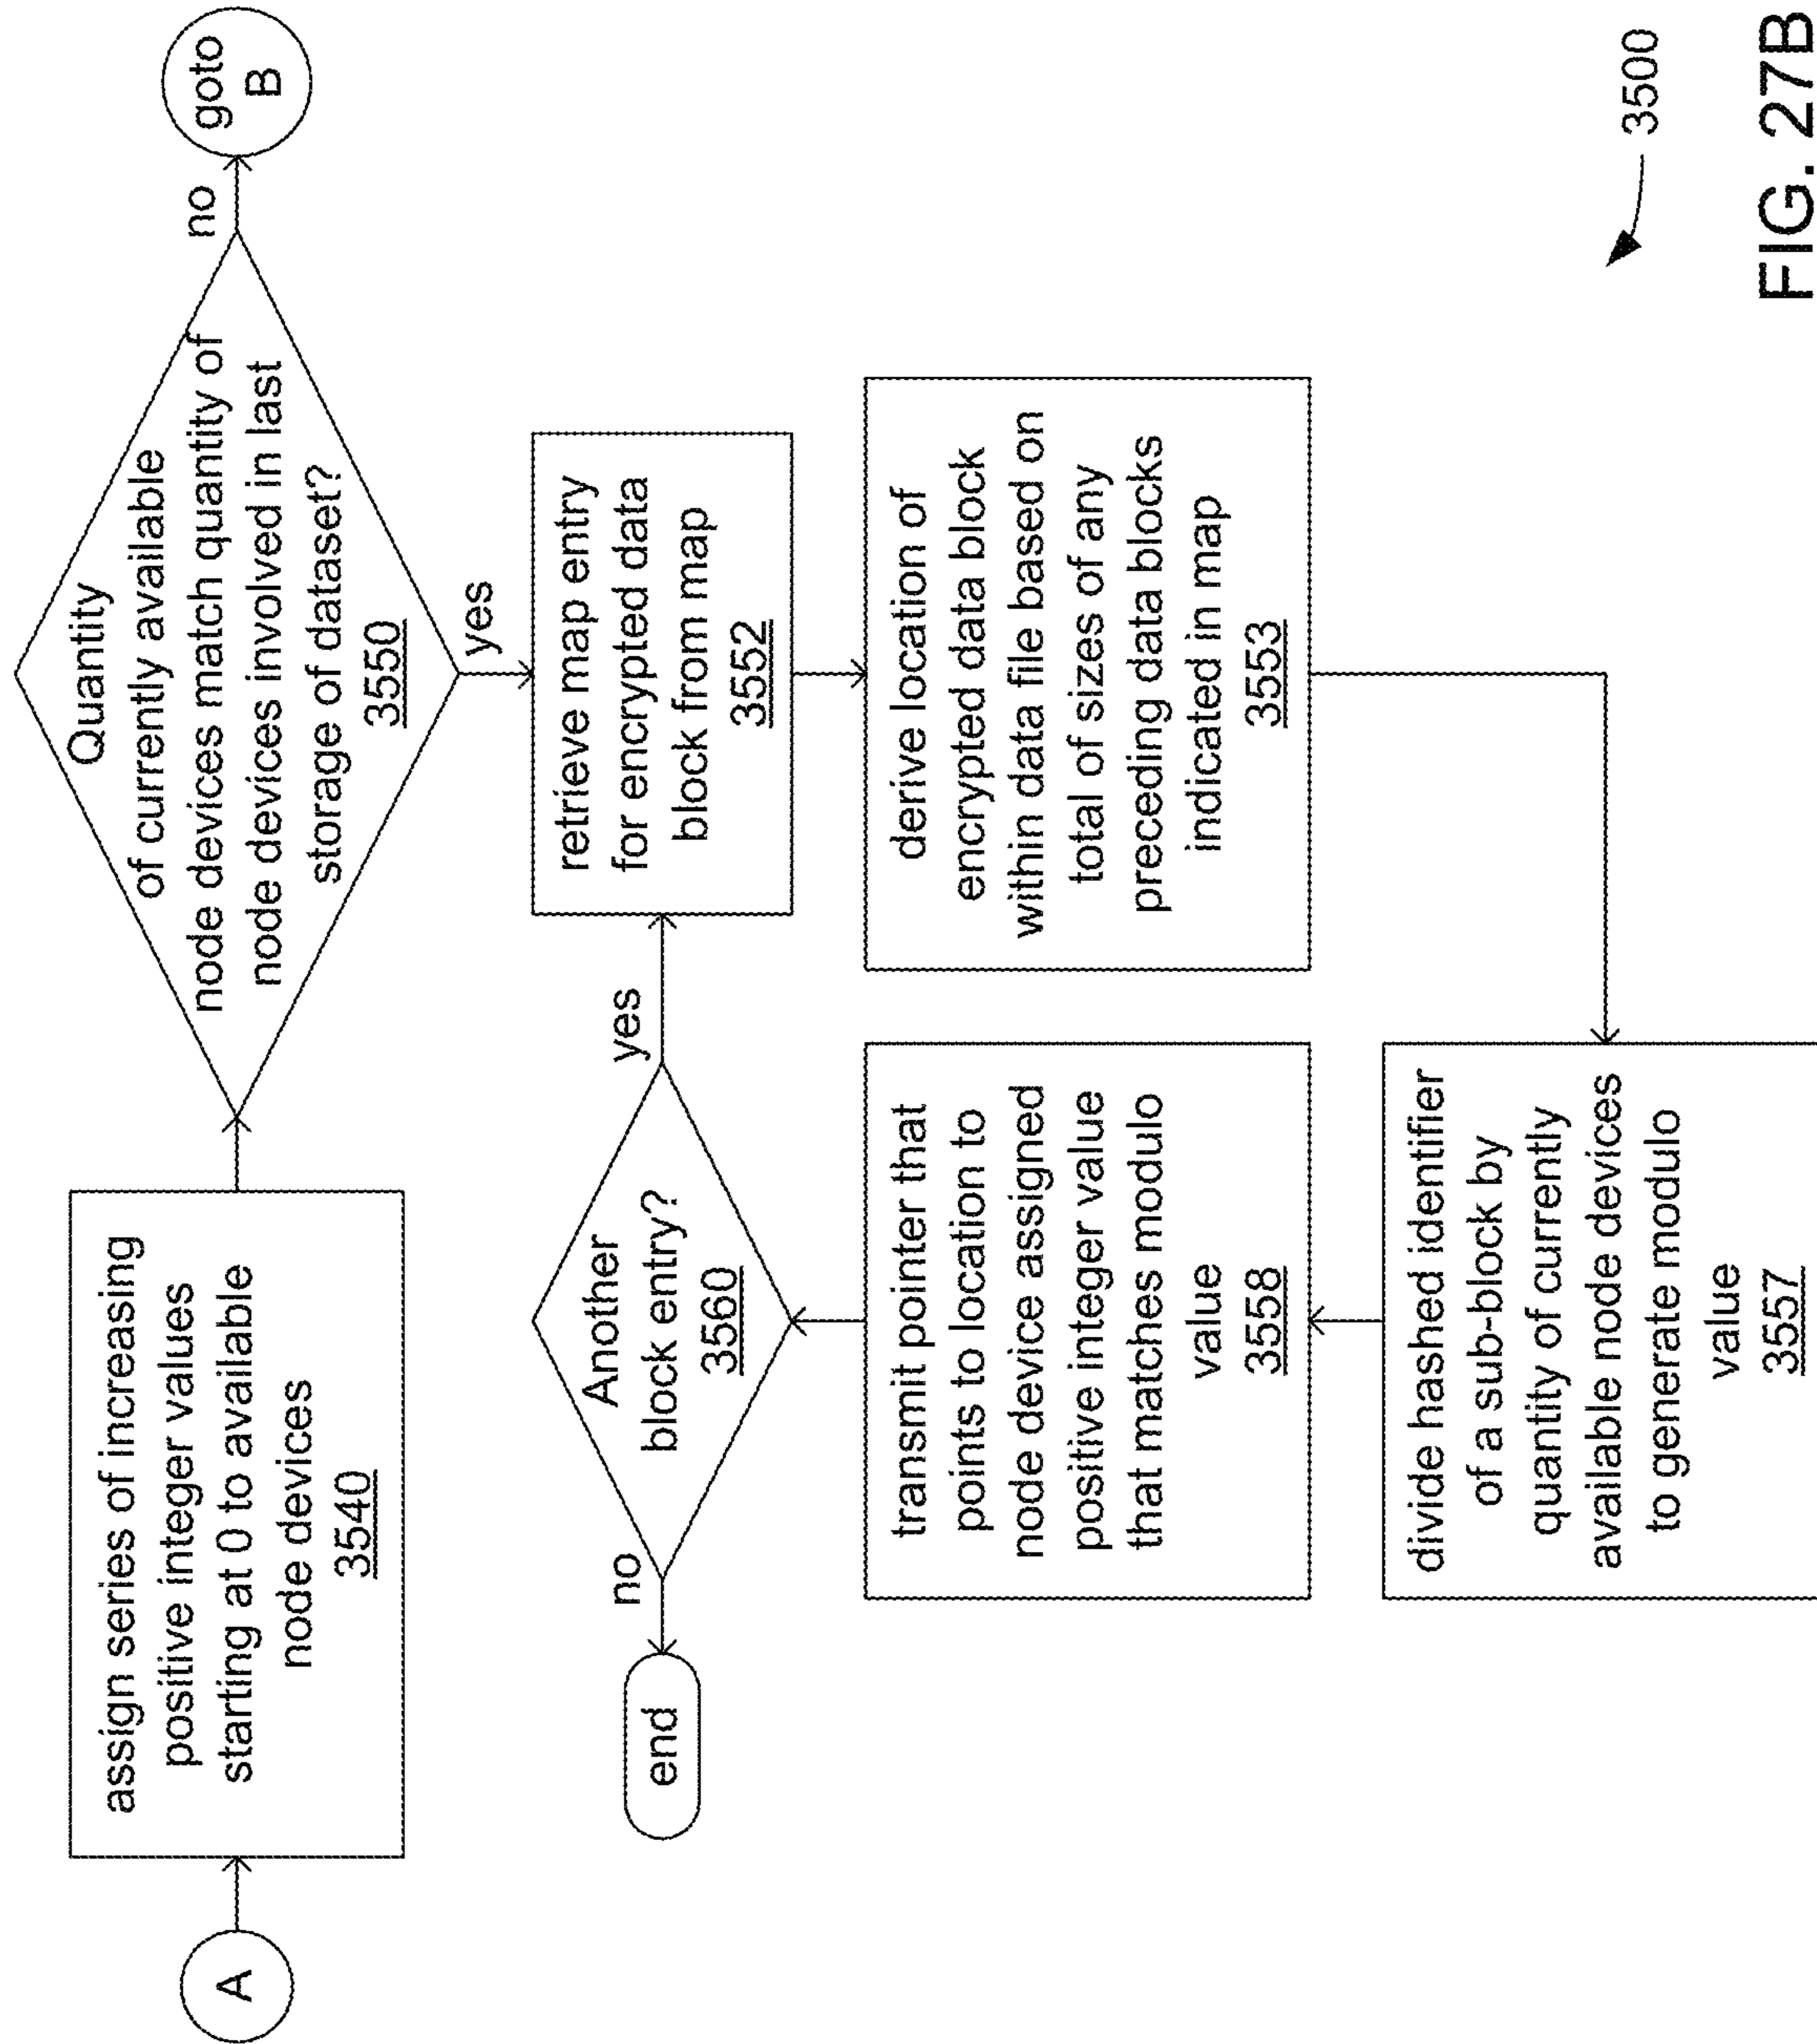 A
assign series of increasing
positive integer values
starting at 0 to available
node devices
3540
Quantity
of currently available
node devices match quantity of
node devices involved in last
storage of dataset?
3550
no
goto
B
yes
retrieve map entry
for encrypted data
block from map
3552
derive location of
encrypted data block
within data file based on
total of sizes of any
preceding data blocks
indicated in map
3553
divide hashed identifier
of a sub-block by
quantity of currently
available node devices
to generate modulo
value
3557
transmit pointer that
points to location to
node device assigned
positive integer value
that matches modulo
value
3558
Another
block entry?
3560
yes
no
end
3500
FIG. 27B